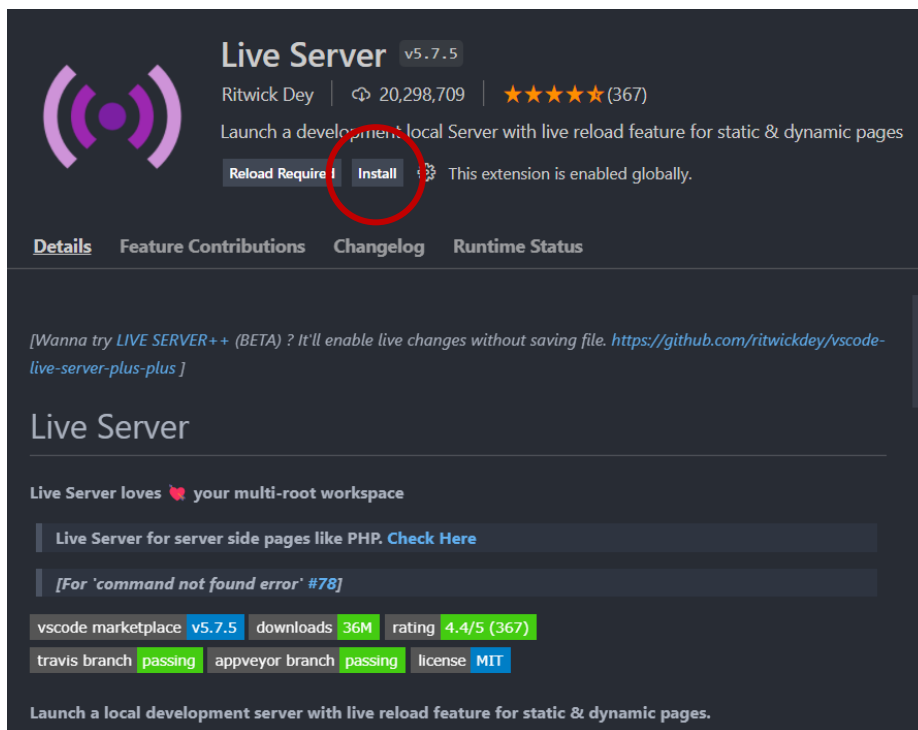 Live Server v5.7.5
Ritwick Dey 20,298,709 (367)
Launch a development local Server with live reload feature for static & dynamic pages
Reload Required Install This extension is enabled globally.
Details Feature Contributions Changelog Runtime Status
[Wanna try LIVE SERVER++ (BETA) ? It'll enable live changes without saving file. https://github.com/ritwickdey/vscode-
live-server-plus-plus ]
Live Server
Live Server loves 💘 your multi-root workspace
Live Server for server side pages like PHP. Check Here
[For 'command not found error' #78]
vscode marketplace v5.7.5 downloads 36M rating 4.4/5 (367)
travis branch passing appveyor branch passing license MIT
Launch a local development server with live reload feature for static & dynamic pages.